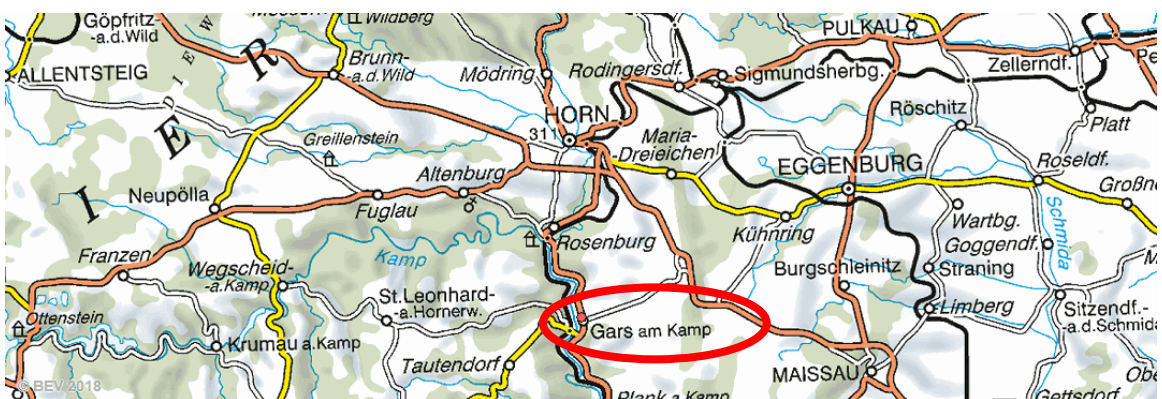 Göpfritz-
-a.d.Wild
Wildberg
PULKAU
Zellerndf.
ALLENTSTEIG
DIE W
Brunn-
-a.d.Wild
Mödring
Rodingersdf.
Sigmundsherbg.
R
E
I
HORN
311
Röschitz
Platt
Greillenstein
Maria-
-Dreieichen
EGGENBURG
Roseldf.
Altenburg
Neupölla
Fuglau
Großn
Wartbg.
Schmida
Rosenburg
Kühnring
Goggendf.
Franzen
Kamp
Wegscheid-
-a.Kamp
Burgschleinitz
Straning
St.Leonhard-
-a.Hornerw.
Limberg
Sitzendf.-
-a.d.Schmida
Ottenstein
Gars am Kamp
Krumau a.Kamp
Tautendorf
MAISSAU
Obe
© BEV 2018
Plank a.Kamp
Gettsdorf